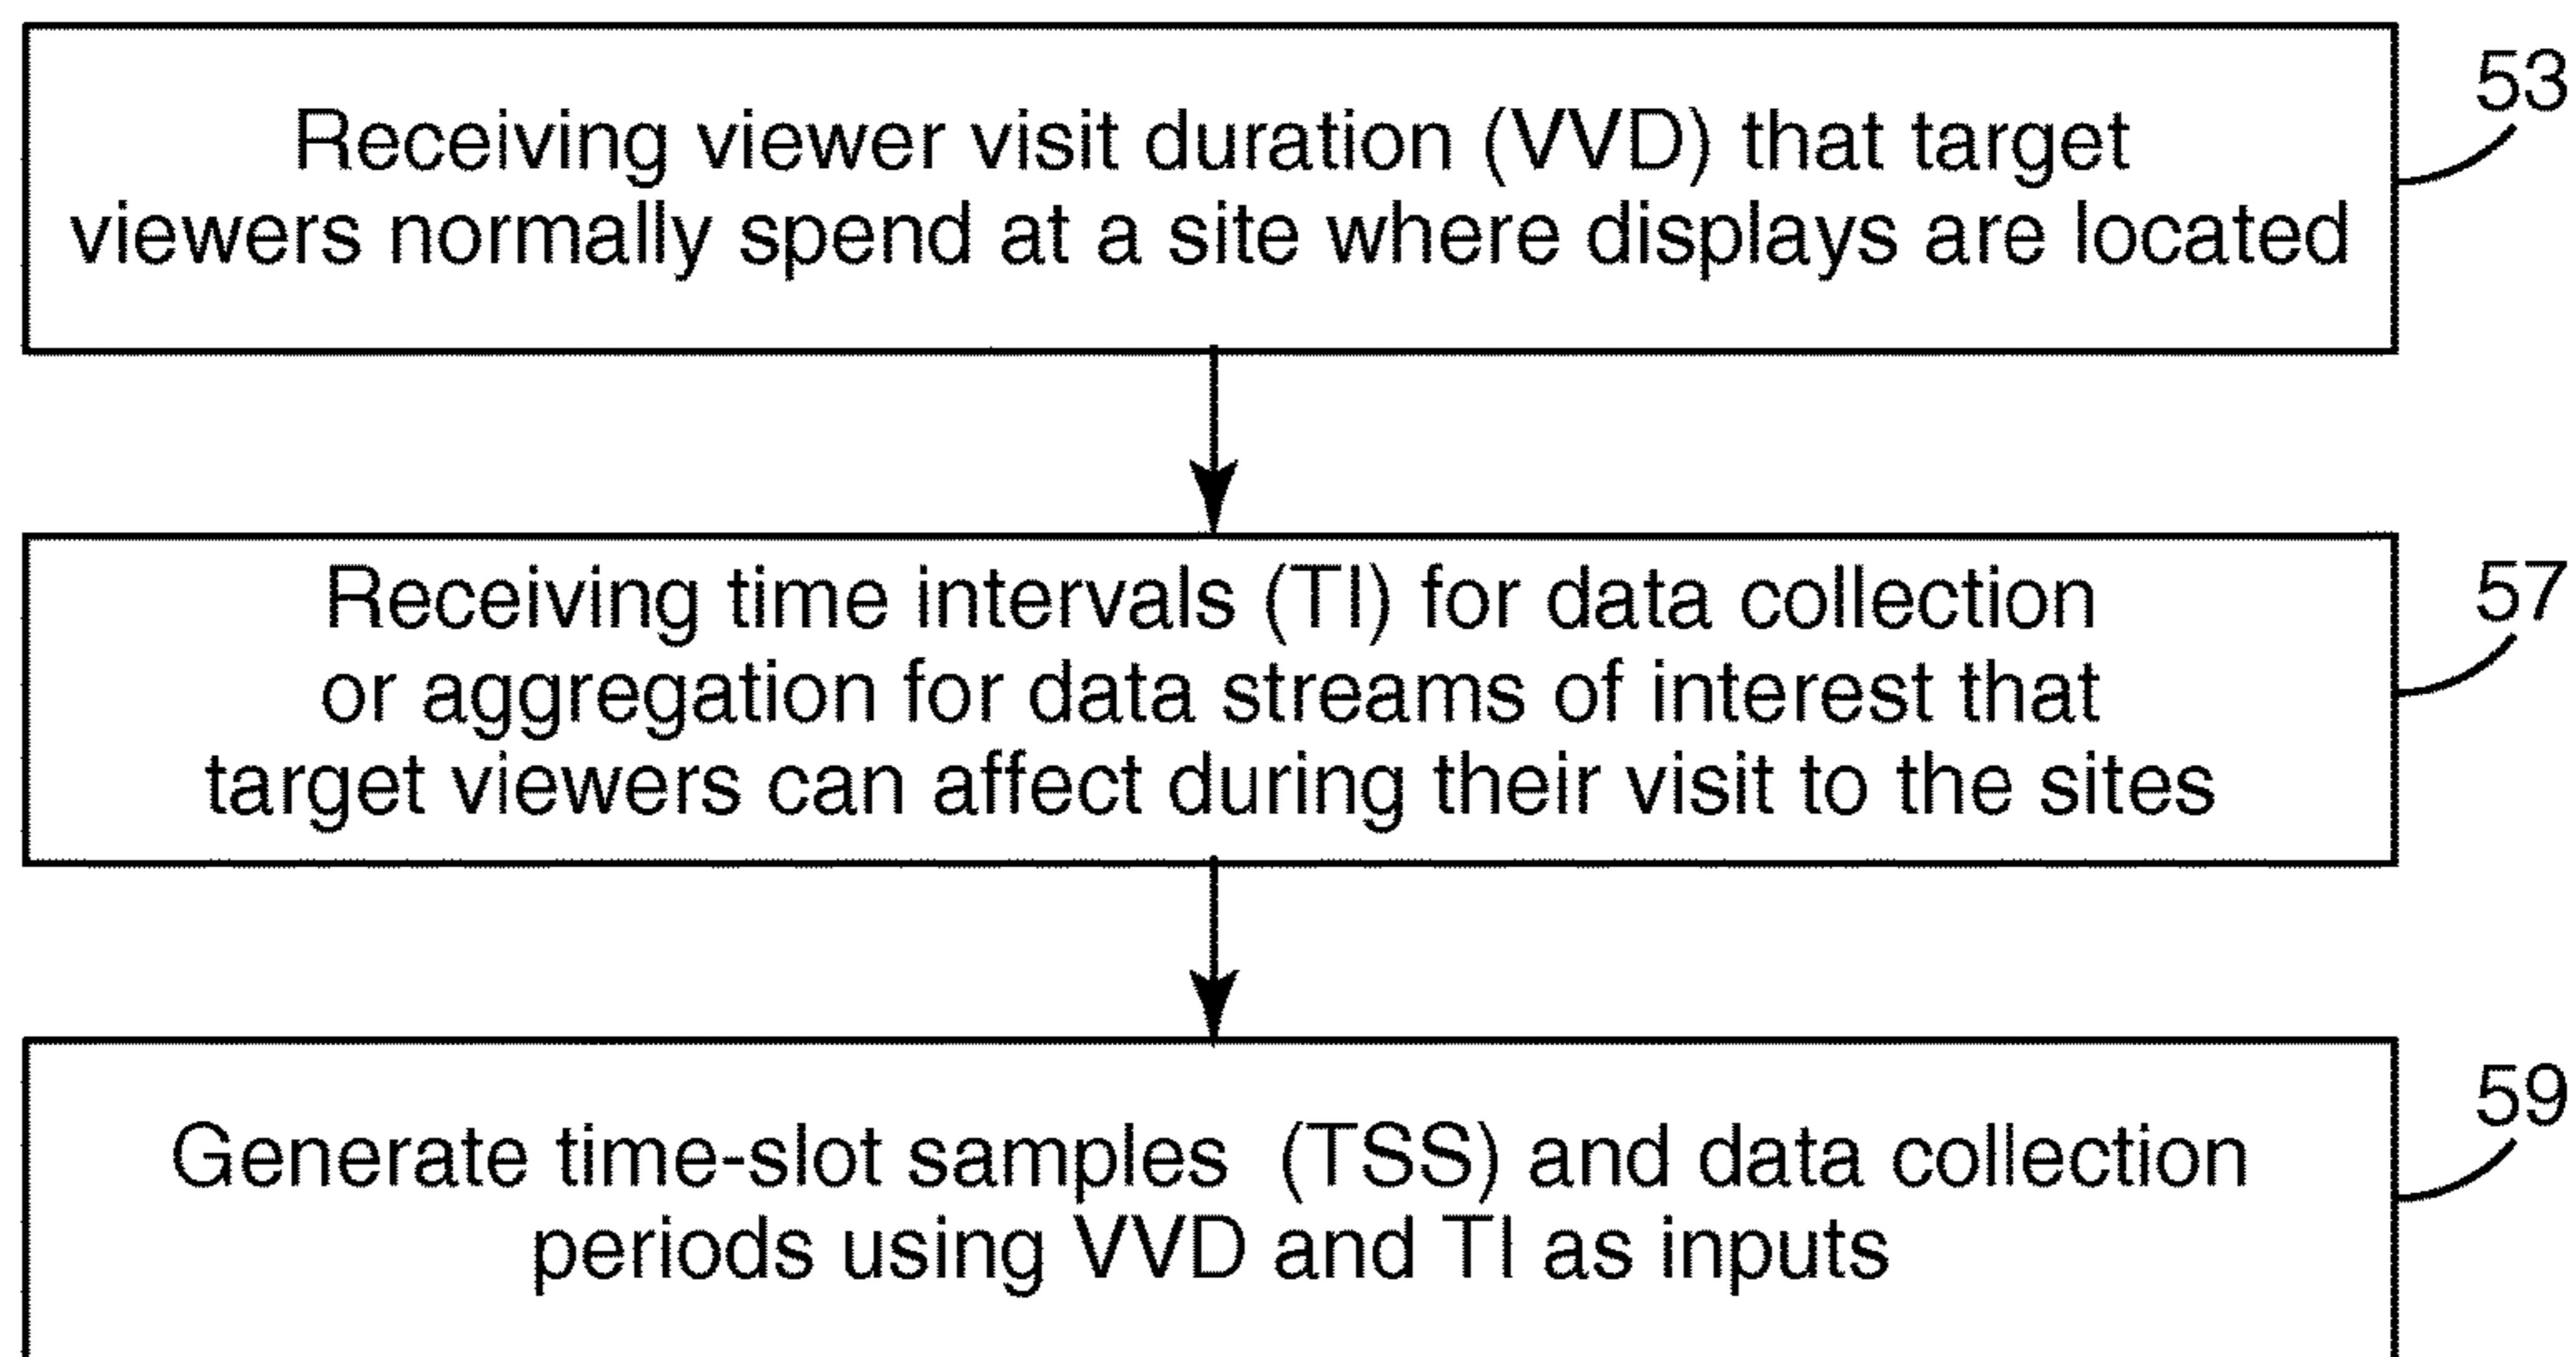 53
Receiving viewer visit duration (VVD) that target
viewers normally spend at a site where displays are located
57
Receiving time intervals (TI) for data collection
or aggregation for data streams of interest that
target viewers can affect during their visit to the sites
59
Generate time-slot samples (TSS) and data collection
periods using VVD and TI as inputs